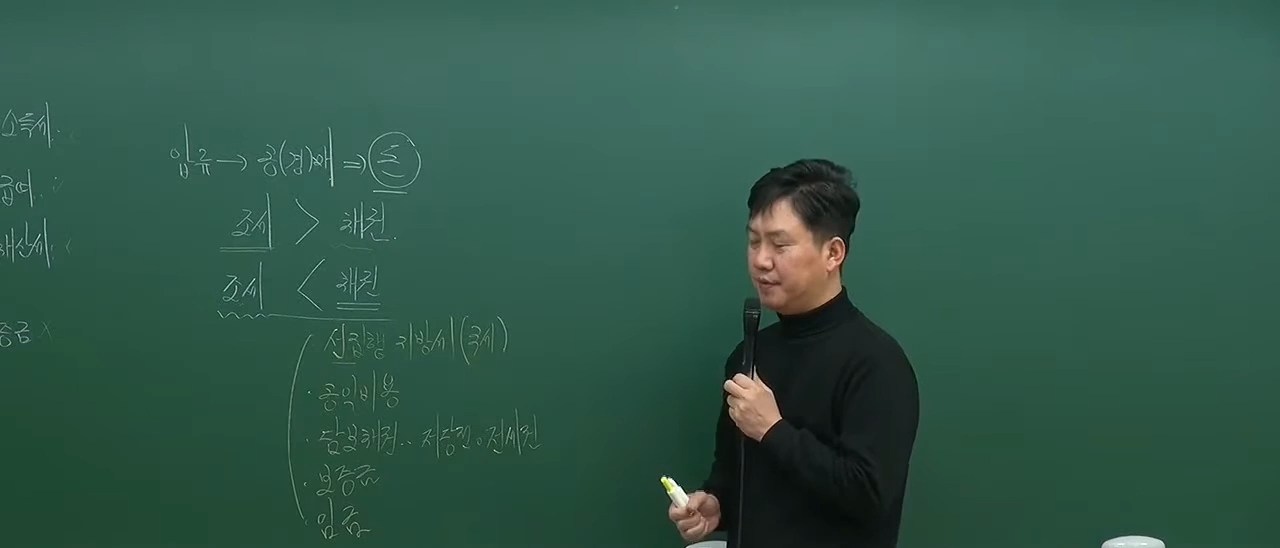 소득세.
급여.
재산세.
증금 X
압류 → 공(경)매 ⇒ 순
조세 > 채권.
조세 < 채권
선집행 지방세(국세)
· 공익비용
· 담보채권.. 저당권. 전세권
· 보증금
· 임금